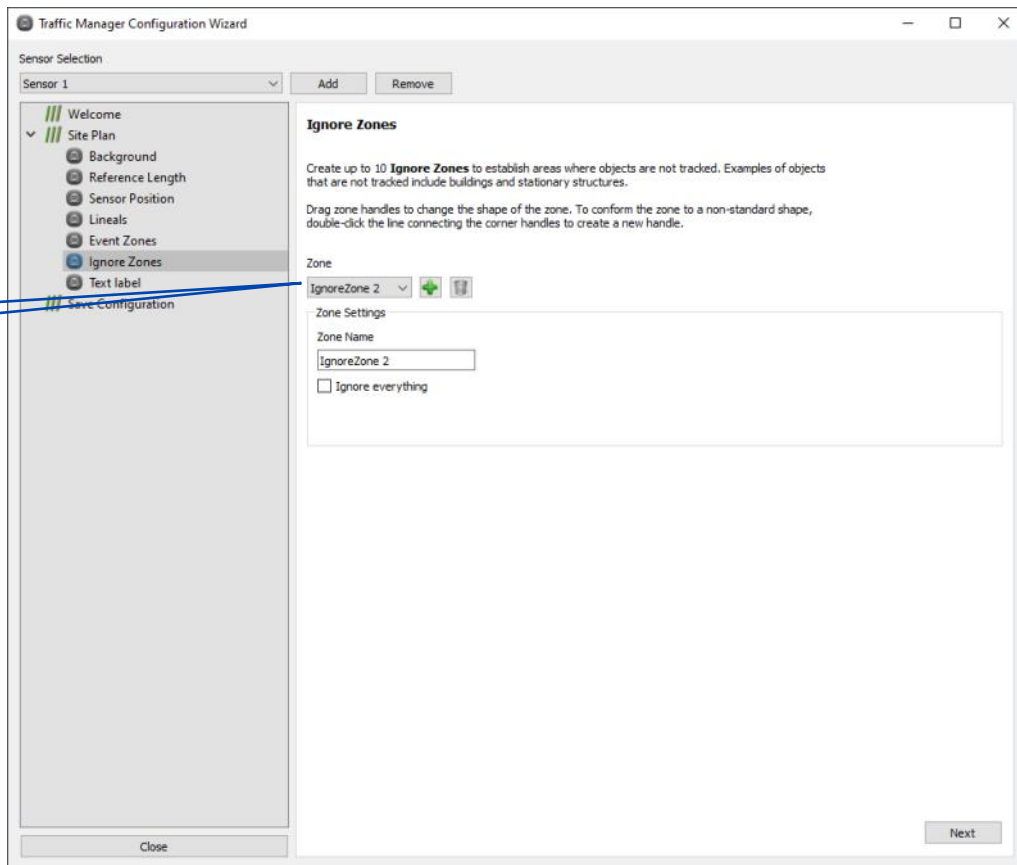 Traffic Manager Configuration Wizard
Sensor Selection
Sensor 1
Add
Remove
Welcome
Site Plan
Background
Reference Length
Sensor Position
Lineals
Event Zones
Ignore Zones
Text label
Save Configuration
Close
Ignore Zones
Create up to 10 Ignore Zones to establish areas where objects are not tracked. Examples of objects
that are not tracked include buildings and stationary structures.
Drag zone handles to change the shape of the zone. To conform the zone to a non-standard shape,
double-click the line connecting the corner handles to create a new handle.
Zone
IgnoreZone 2
Zone Settings
Zone Name
IgnoreZone 2
Ignore everything
Next